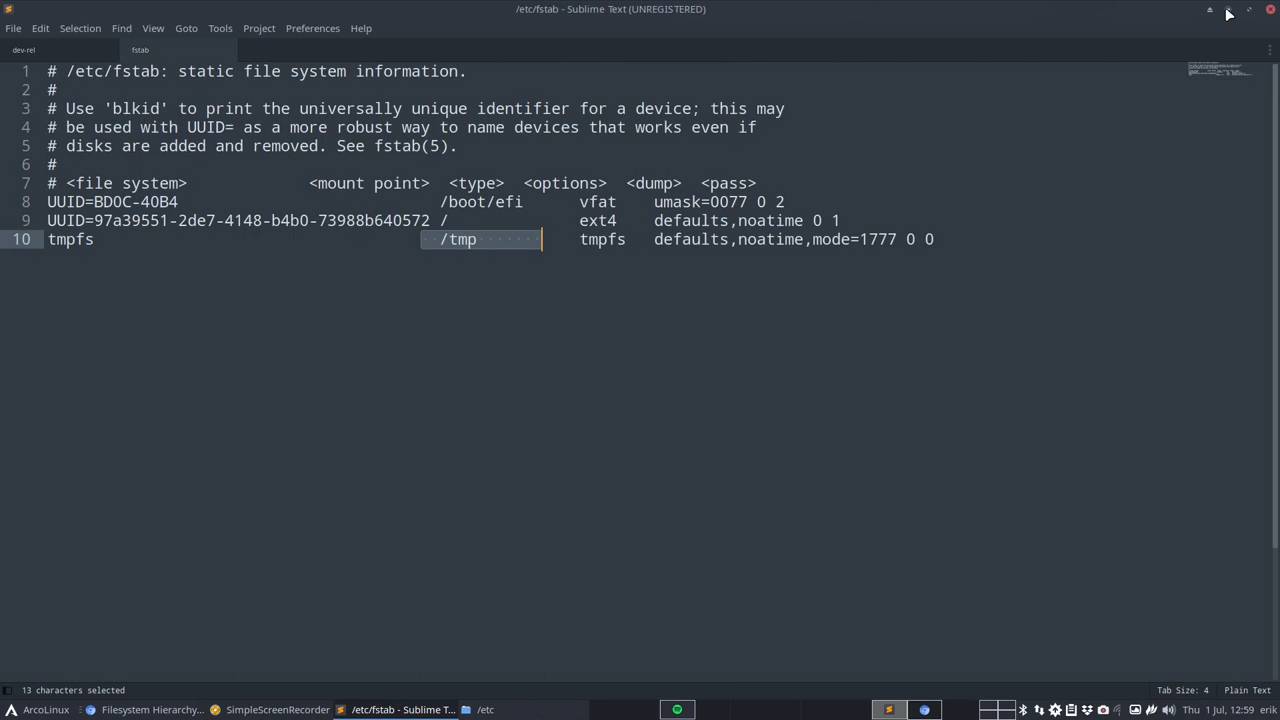 /etc/fstab - Sublime Text (UNREGISTERED)
File Edit Selection Find View Goto Tools Project Preferences Help
dev-rel fstab
1 # /etc/fstab: static file system information.
2 #
3 # Use 'blkid' to print the universally unique identifier for a device; this may
4 # be used with UUID= as a more robust way to name devices that works even if
5 # disks are added and removed. See fstab(5).
6 #
7 # <file system> <mount point> <type> <options> <dump> <pass>
8 UUID=BD0C-40B4 /boot/efi vfat umask=0077 0 2
9 UUID=97a39551-2de7-4148-b4b0-73988b640572 / ext4 defaults,noatime 0 1
10 tmpfs /tmp tmpfs defaults,noatime,mode=1777 0 0
13 characters selected Tab Size: 4 Plain Text
ArcoLinux Filesystem Hierarchy... SimpleScreenRecorder /etc/fstab - Sublime T... /etc Thu 1 Jul, 12:59 erik